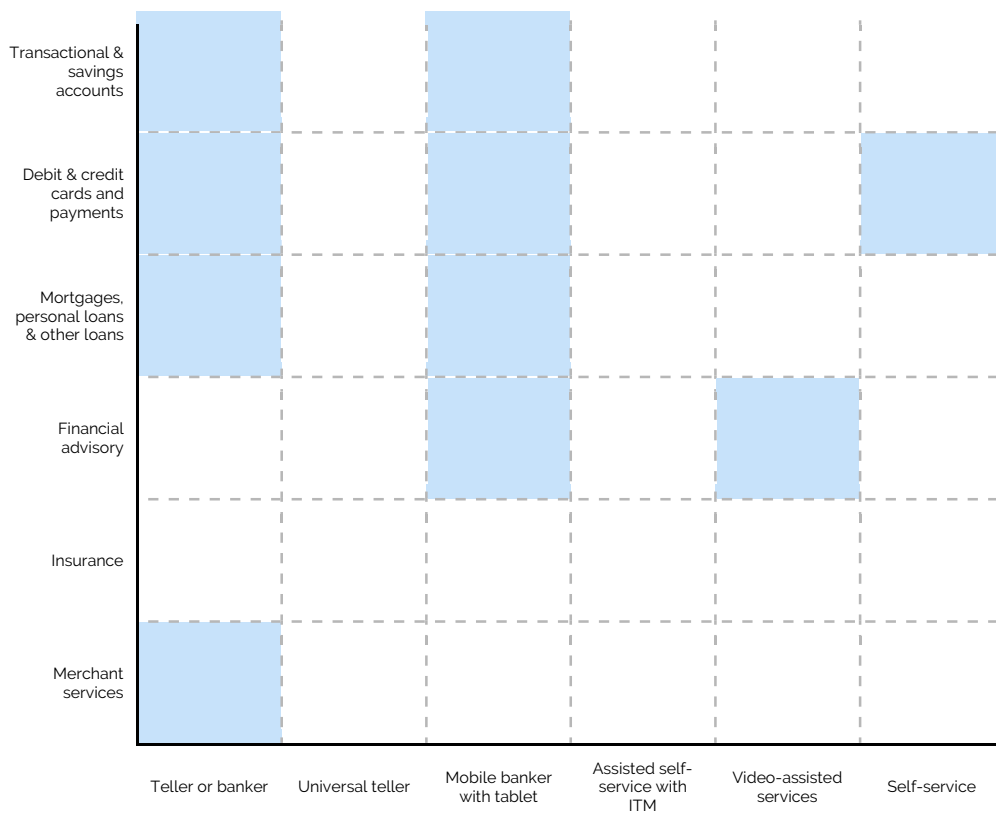 Transactional &
savings
accounts
Debit & credit
cards and
payments
Mortgages,
personal loans
& other loans
Financial
advisory
Insurance
Merchant
services
Teller or banker
Universal teller
Mobile banker
with tablet
Assisted self-
service with
ITM
Video-assisted
services
Self-service